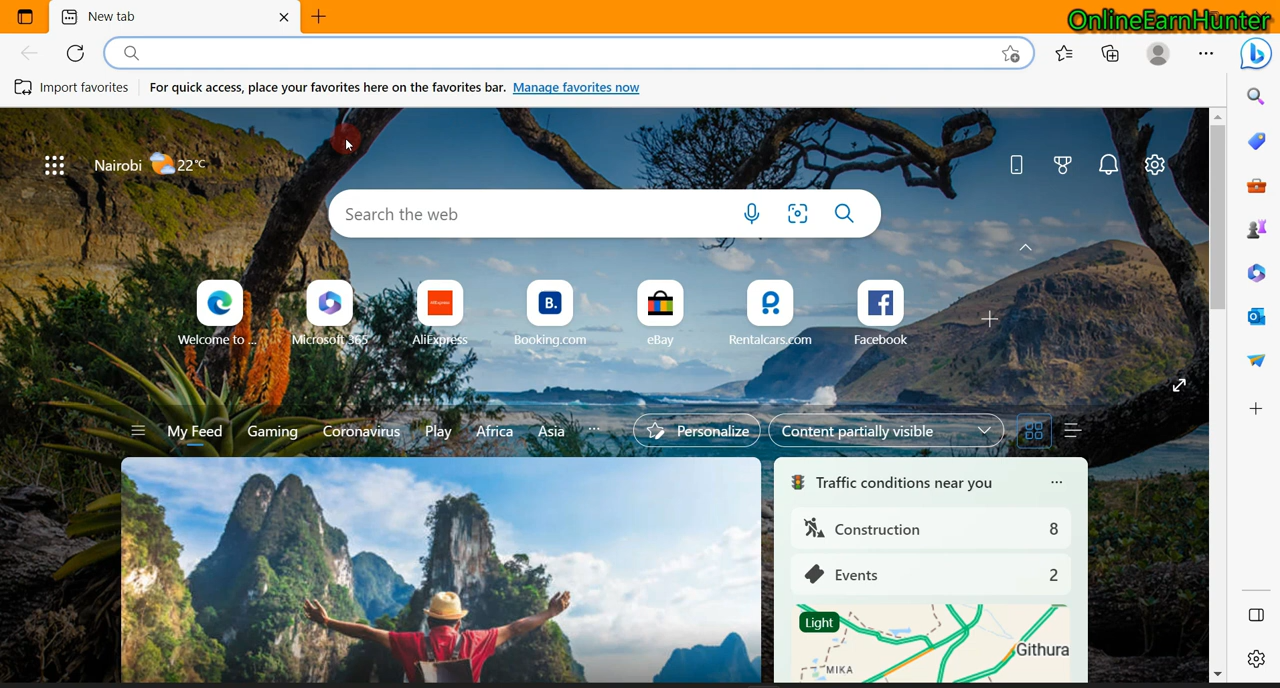 New tab
OnlineEarnHunter
Import favorites
For quick access, place your favorites here on the favorites bar. Manage favorites now
Nairobi 22°C
Search the web
Welcome to ...
Microsoft 365
AliExpress
B.
Booking.com
eBay
Rentalcars.com
Facebook
My Feed
Gaming
Coronavirus
Play
Africa
Asia
...
Personalize
Content partially visible
Traffic conditions near you
Construction 8
Events 2
Light
Githura
MIKA